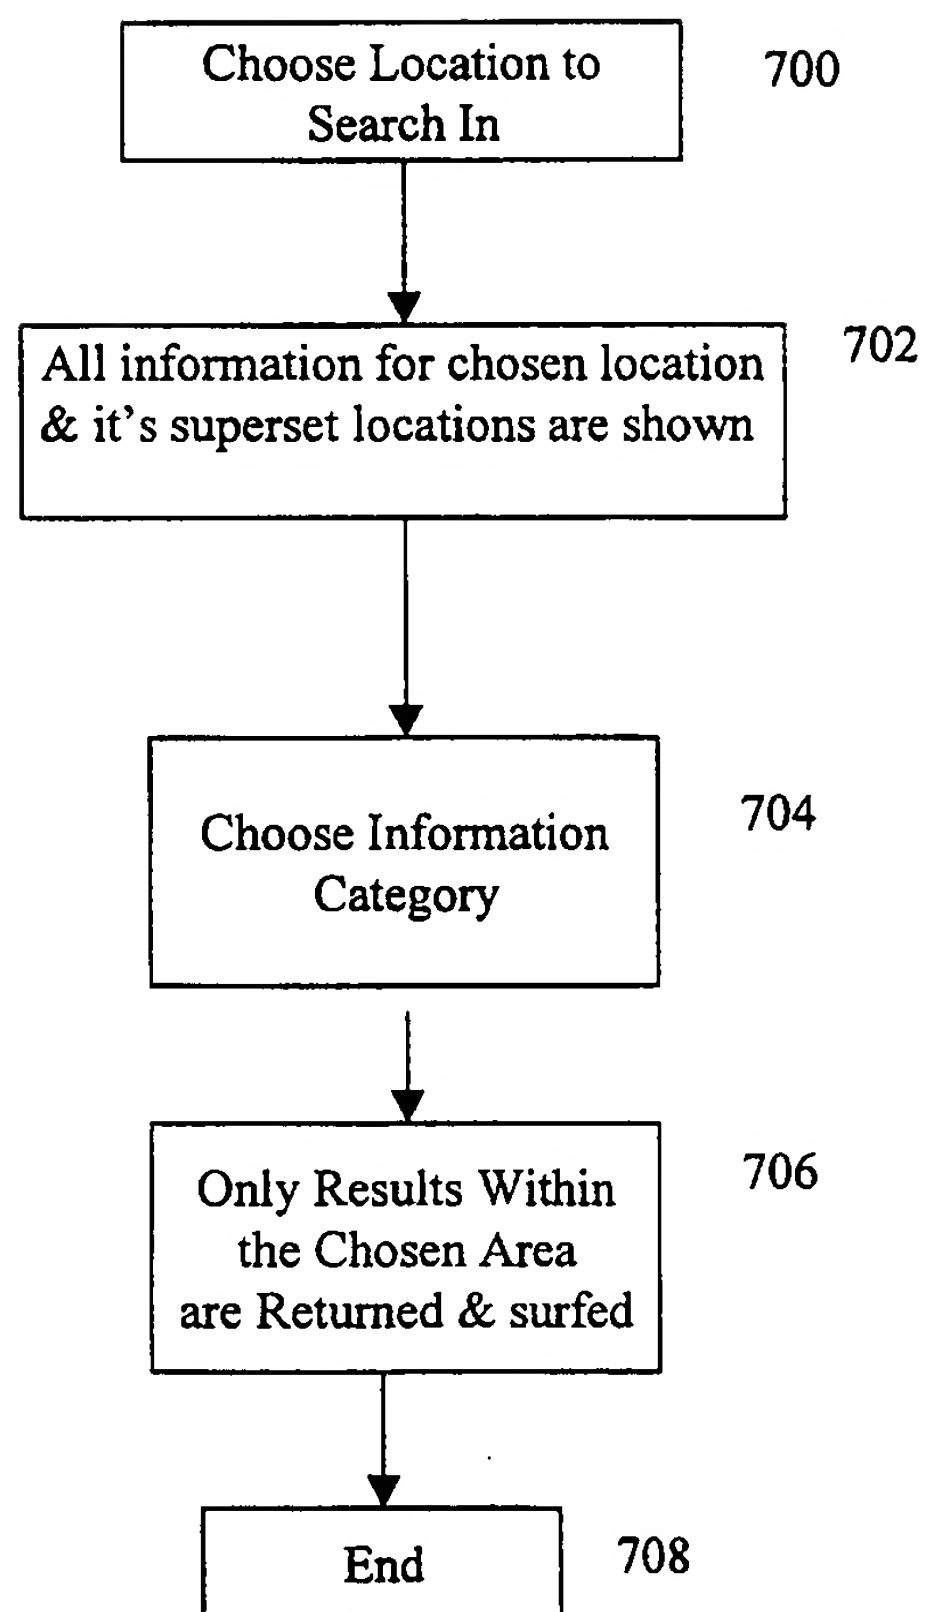 Choose Location to
Search In
700
All information for chosen location
& it's superset locations are shown
702
Choose Information
Category
704
Only Results Within
the Chosen Area
are Returned & surfed
706
End
708